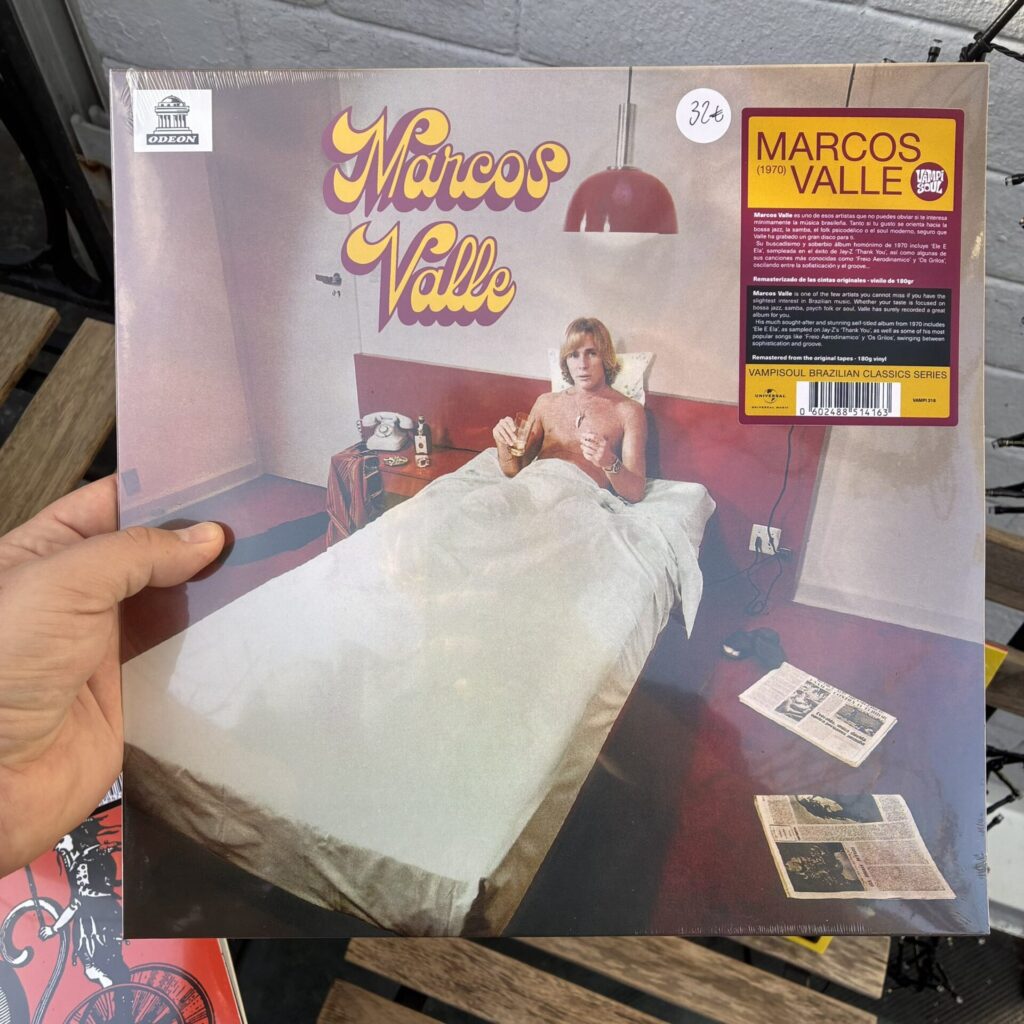 ODEON
Marcos
Valle
32€
MARCOS
(1970) VALLE
VAMPI
SOUL
Marcos Valle es uno de esos artistas que no puedes obviar si te interesa
mínimamente la música brasileña. Tanto si tu gusto se orienta hacia la
bossa jazz, la samba, el folk psicodélico o el soul moderno, seguro que
Valle ha grabado un gran disco para ti.
Su buscadísimo y soberbio álbum homónimo de 1970 incluye 'Ele E
Ela', sampleada en el éxito de Jay-Z 'Thank You', así como algunas de
sus canciones más conocidas como 'Freio Aerodinamico' y 'Os Grilos',
oscilando entre la sofisticación y el groove...
Remasterizado de las cintas originales · vinilo de 180gr
Marcos Valle is one of the few artists you cannot miss if you have the
slightest interest in Brazilian music. Whether your taste is focused on
bossa jazz, samba, psych folk or soul, Valle has surely recorded a great
album for you.
His much sought-after and stunning self-titled album from 1970 includes
'Ele E Ela', as sampled on Jay-Z's 'Thank You', as well as some of his most
popular songs like 'Freio Aerodinamico' and 'Os Grilos', swinging between
sophistication and groove.
Remastered from the original tapes · 180g vinyl
VAMPISOUL BRAZILIAN CLASSICS SERIES
UNIVERSAL
UNIVERSAL MUSIC
0 602488 514163
VAMPI 316